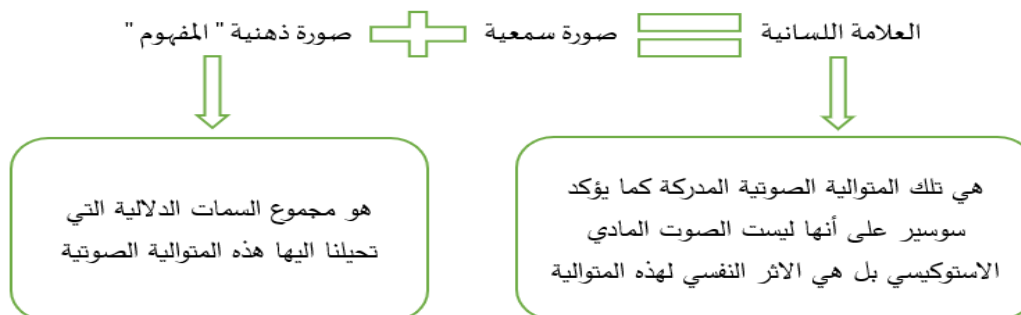 العلامة اللسانية = صورة سمعية + صورة ذهنية " المفهوم "
هي تلك المتوالية الصوتية المدركة كما يؤكد
سوسير على أنها ليست الصوت المادي
الاستوكيسي بل هي الاثر النفسي لهذه المتوالية
هو مجموع السمات الدلالية التي
تحيلنا اليها هذه المتوالية الصوتية